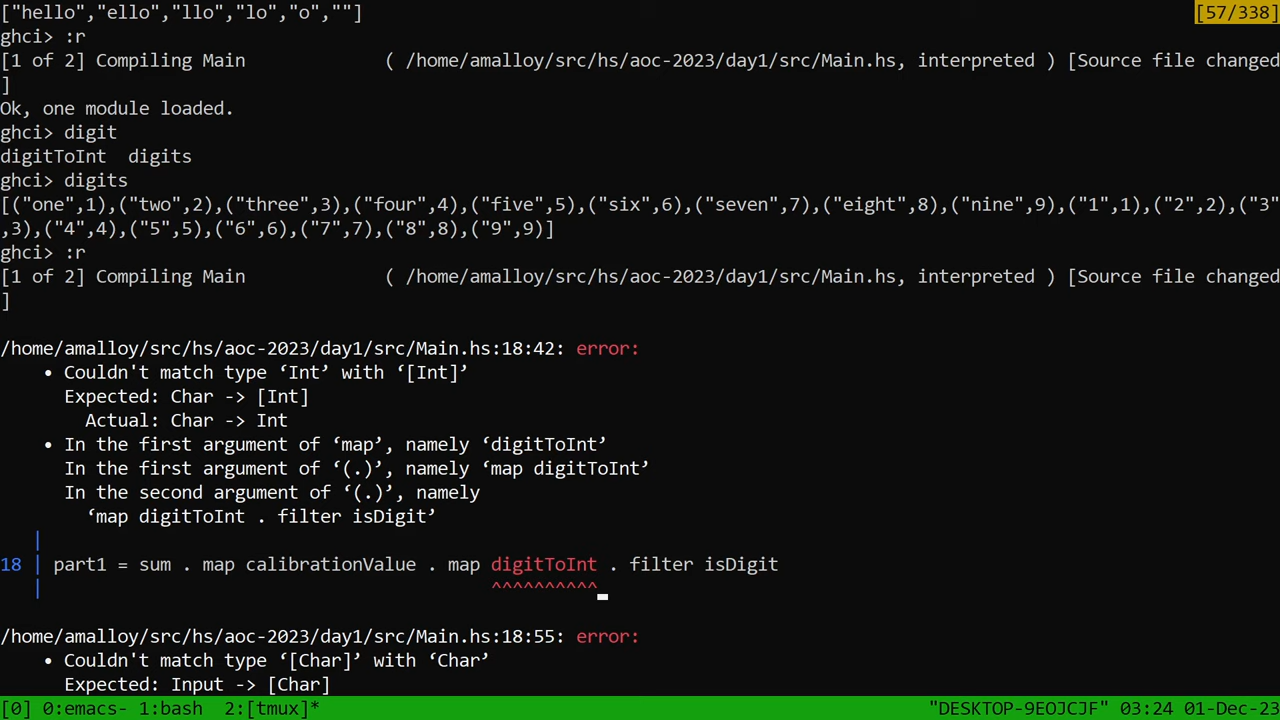 ["hello","ello","llo","lo","o",""] [57/338]
ghci> :r
[1 of 2] Compiling Main             ( /home/amalloy/src/hs/aoc-2023/day1/src/Main.hs, interpreted ) [Source file changed
]
Ok, one module loaded.
ghci> digit
digitToInt  digits
ghci> digits
[("one",1),("two",2),("three",3),("four",4),("five",5),("six",6),("seven",7),("eight",8),("nine",9),("1",1),("2",2),("3"
,3),("4",4),("5",5),("6",6),("7",7),("8",8),("9",9)]
ghci> :r
[1 of 2] Compiling Main             ( /home/amalloy/src/hs/aoc-2023/day1/src/Main.hs, interpreted ) [Source file changed
]
/home/amalloy/src/hs/aoc-2023/day1/src/Main.hs:18:42: error:
    • Couldn't match type ‘Int’ with ‘[Int]’
      Expected: Char -> [Int]
        Actual: Char -> Int
    • In the first argument of ‘map’, namely ‘digitToInt’
      In the first argument of ‘(.)’, namely ‘map digitToInt’
      In the second argument of ‘(.)’, namely
        ‘map digitToInt . filter isDigit’
   |
18 | part1 = sum . map calibrationValue . map digitToInt . filter isDigit
   |                                          ^^^^^^^^^^
/home/amalloy/src/hs/aoc-2023/day1/src/Main.hs:18:55: error:
    • Couldn't match type ‘[Char]’ with ‘Char’
      Expected: Input -> [Char]
[0] 0:emacs- 1:bash  2:[tmux]* "DESKTOP-9EOJCJF" 03:24 01-Dec-23